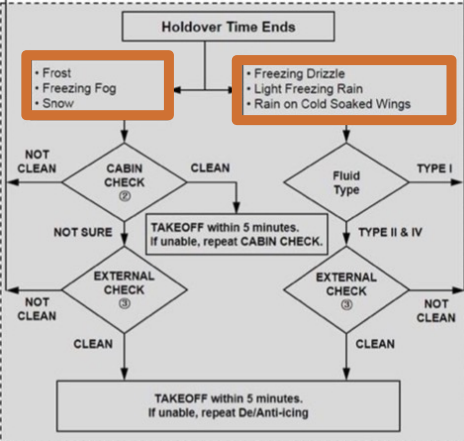 Holdover Time Ends
• Frost
• Freezing Fog
• Snow
• Freezing Drizzle
• Light Freezing Rain
• Rain on Cold Soaked Wings
NOT
CLEAN
CABIN
CHECK
②
CLEAN
Fluid
Type
TYPE I
TAKEOFF within 5 minutes.
If unable, repeat CABIN CHECK.
NOT SURE
TYPE II & IV
EXTERNAL
CHECK
③
NOT
CLEAN
EXTERNAL
CHECK
③
NOT
CLEAN
CLEAN
CLEAN
TAKEOFF within 5 minutes.
If unable, repeat De/Anti-icing